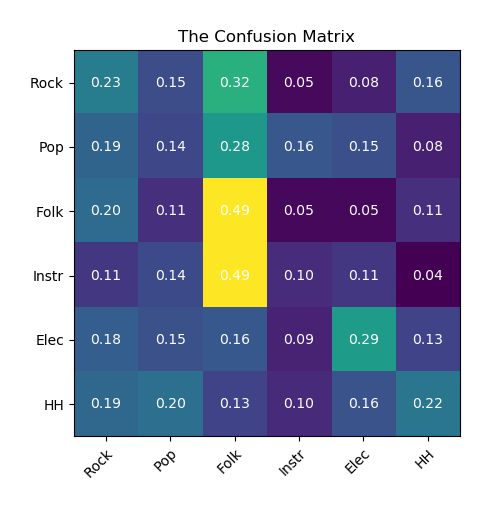 The Confusion Matrix
Rock 0.23 0.15 0.32 0.05 0.08 0.16
Pop 0.19 0.14 0.28 0.16 0.15 0.08
Folk 0.20 0.11 0.49 0.05 0.05 0.11
Instr 0.11 0.14 0.49 0.10 0.11 0.04
Elec 0.18 0.15 0.16 0.09 0.29 0.13
HH 0.19 0.20 0.13 0.10 0.16 0.22
Rock Pop Folk Instr Elec HH